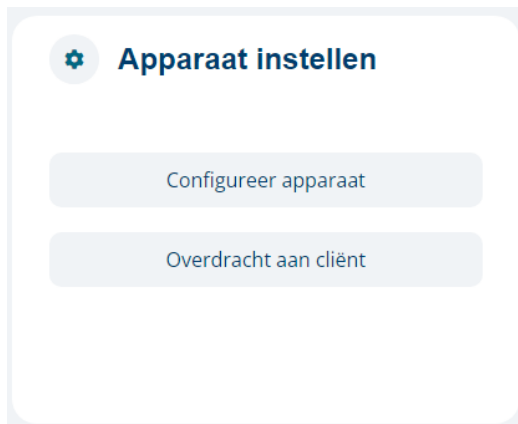 Apparaat instellen
Configureer apparaat
Overdracht aan cliënt